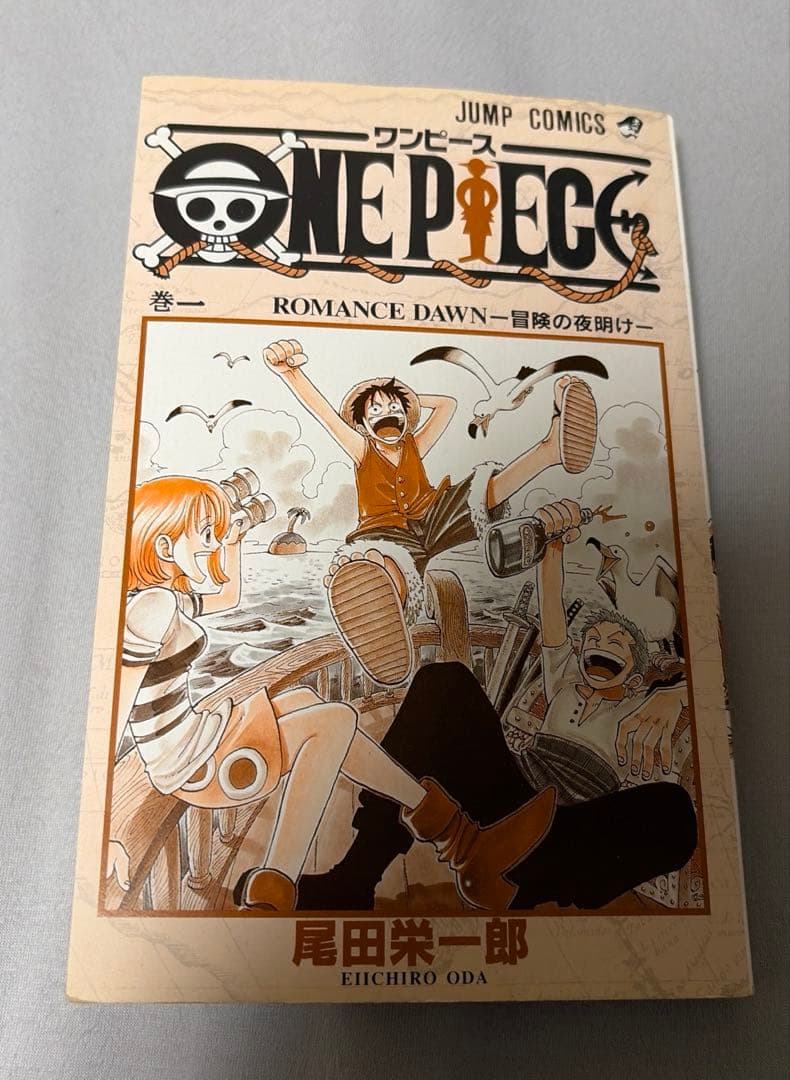 JUMP COMICS
ワンピース
ONE PIECE
巻一
ROMANCE DAWN—冒険の夜明け—
尾田栄一郎
EIICHIRO ODA